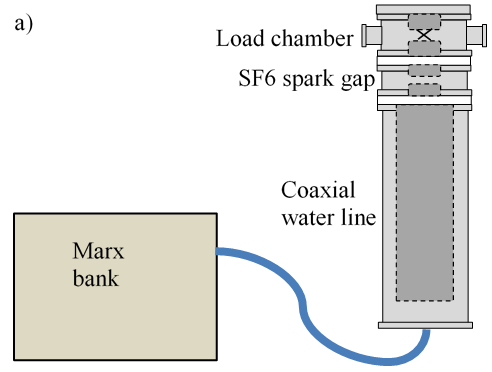 a)
Load chamber
SF6 spark gap
Coaxial
water line
Marx
bank